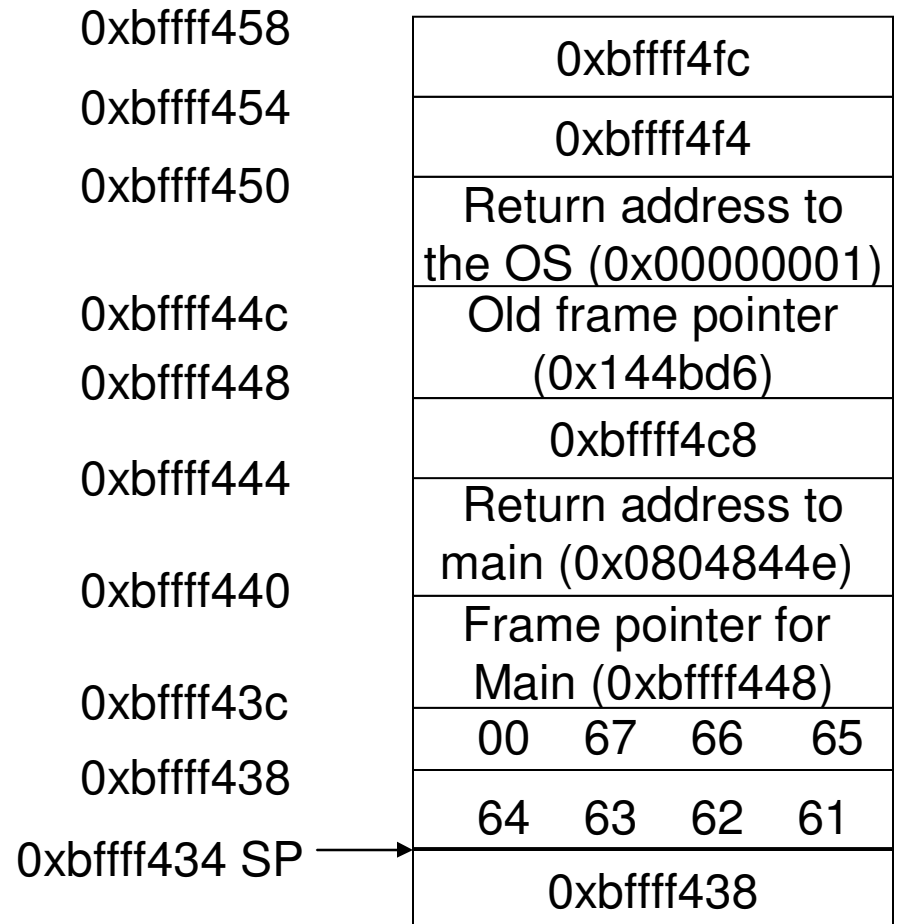 0xbffff458
0xbffff4fc
0xbffff454
0xbffff4f4
0xbffff450
Return address to
the OS (0x00000001)
0xbffff44c
Old frame pointer
(0x144bd6)
0xbffff448
0xbffff4c8
0xbffff444
Return address to
main (0x0804844e)
0xbffff440
Frame pointer for
Main (0xbffff448)
0xbffff43c
00 67 66 65
0xbffff438
64 63 62 61
0xbffff434 SP
0xbffff438